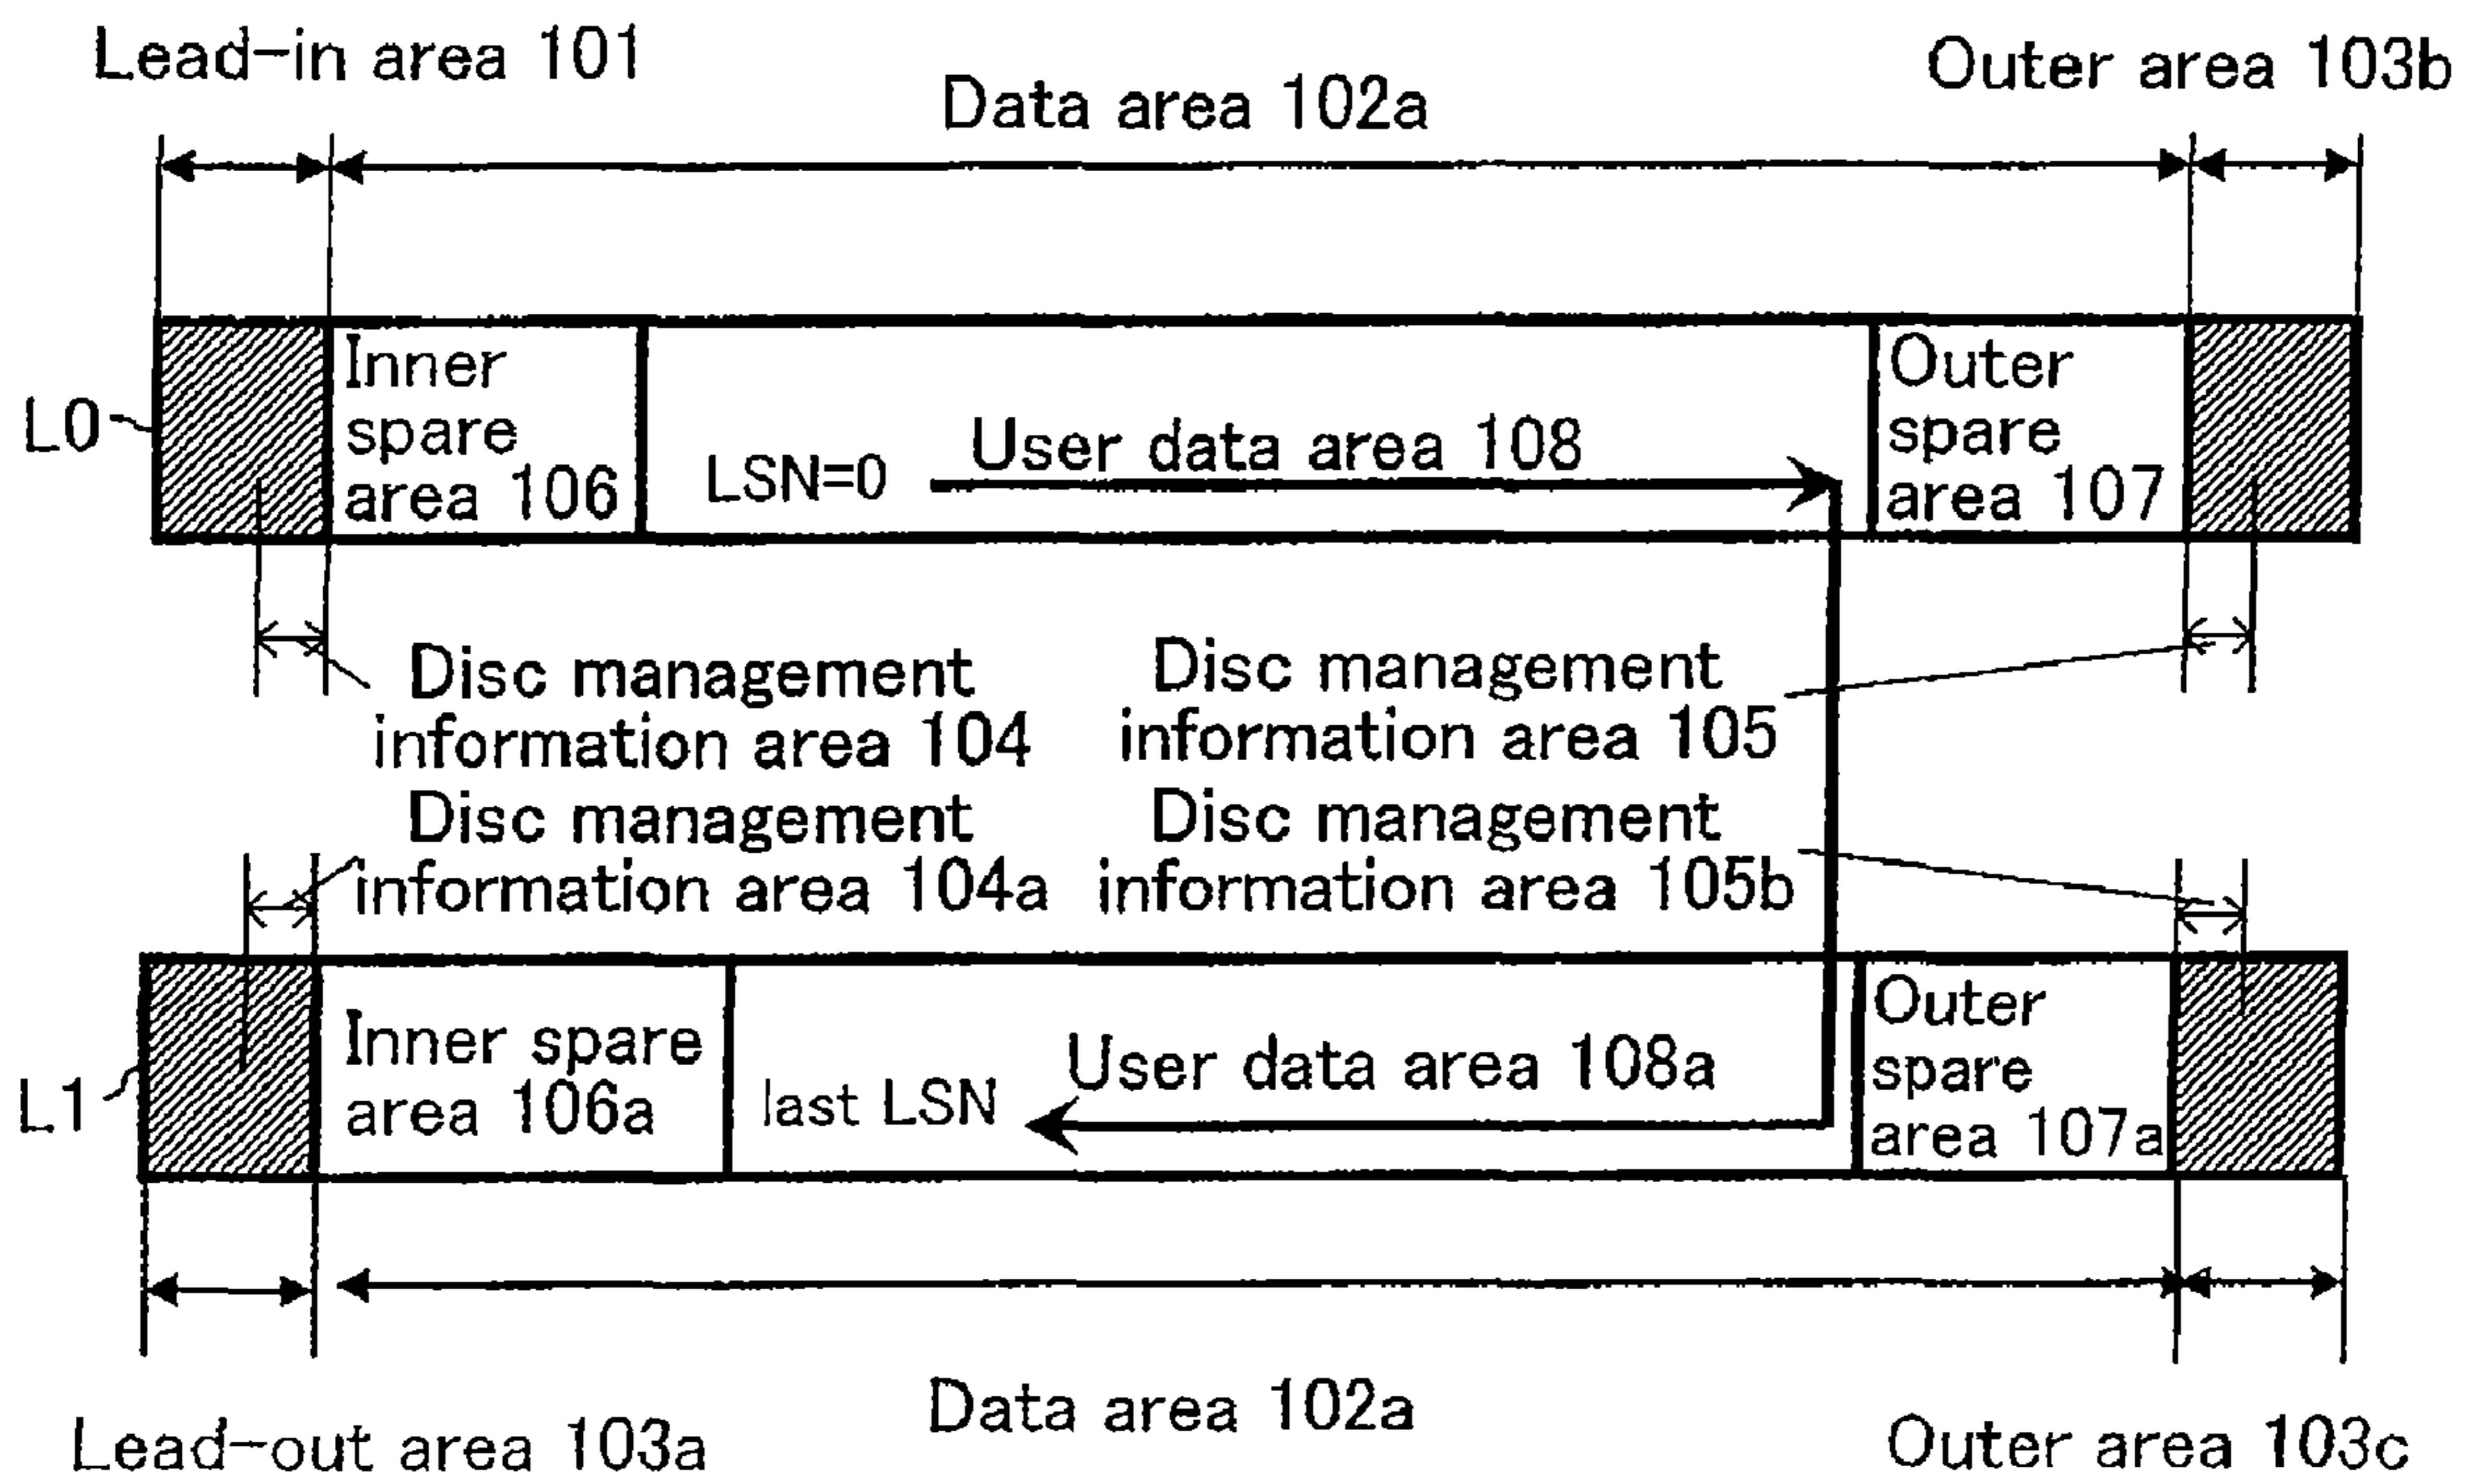 Lead-in area 101
Outer area 103b
Data area 102a
L0
Inner
spare
area 106
LSN=0
User data area 108
Outer
spare
area 107
Disc management
information area 104
Disc management
information area 105
Disc management
information area 104a
Disc management
information area 105b
L1
Inner spare
area 106a
last LSN
User data area 108a
Outer
spare
area 107a
Data area 102a
Lead-out area 103a
Outer area 103c